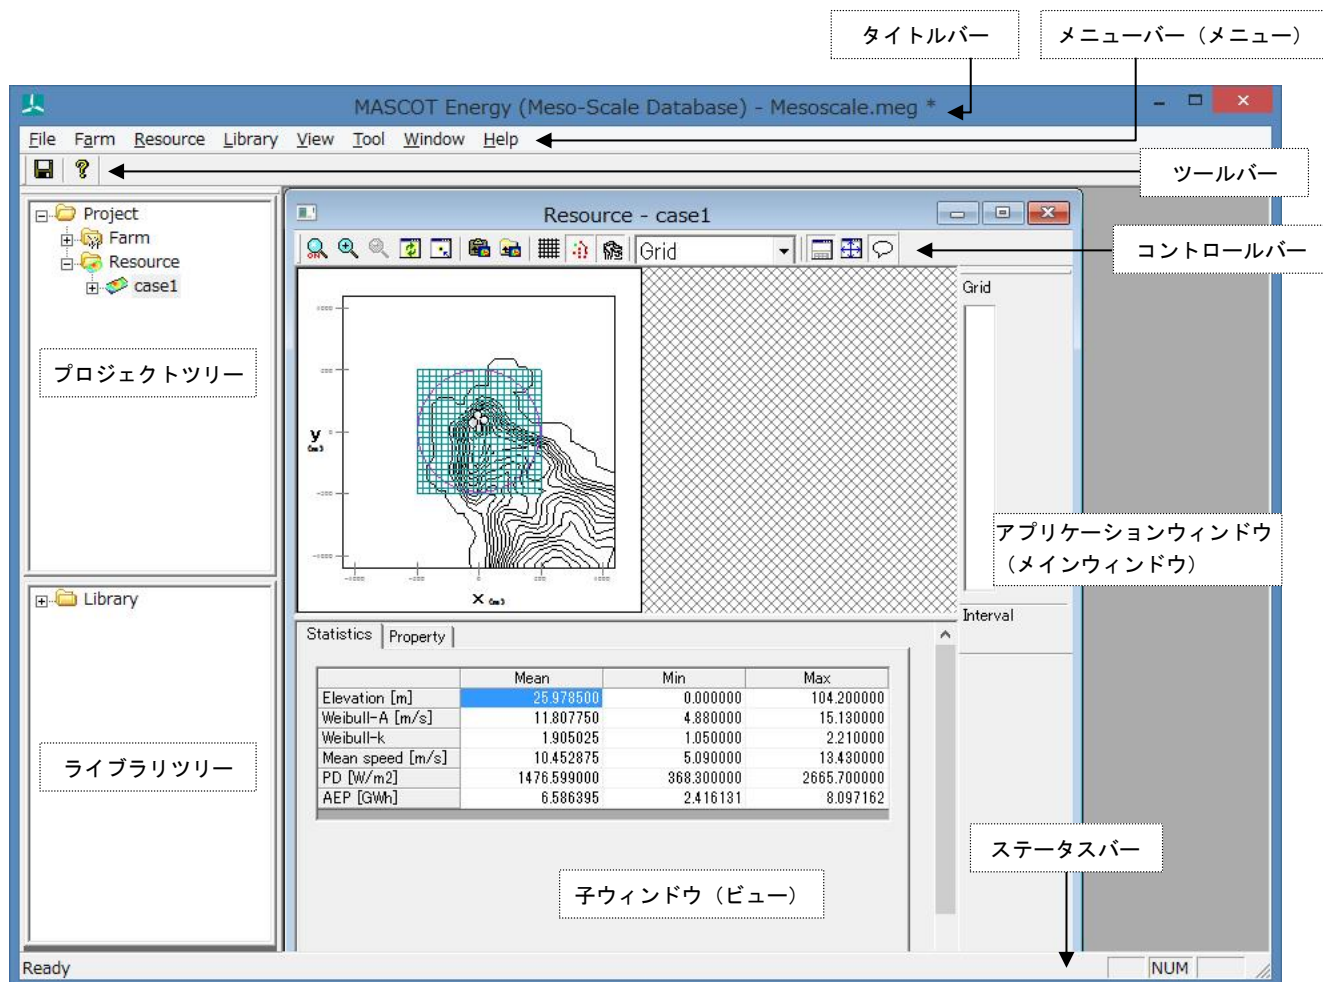 タイトルバー
メニューバー（メニュー）
MASCOT Energy (Meso-Scale Database) - Mesoscale.meg *
File Farm Resource Library View Tool Window Help
ツールバー
Project
Farm
Resource
case1
プロジェクトツリー
Library
ライブラリツリー
Resource - case1
ON
Grid
コントロールバー
Grid
y
[m]
X [m]
アプリケーションウィンドウ
（メインウィンドウ）
Interval
Statistics Property
Mean Min Max
Elevation [m] 25.978500 0.000000 104.200000
Weibull-A [m/s] 11.807750 4.880000 15.130000
Weibull-k 1.905025 1.050000 2.210000
Mean speed [m/s] 10.452875 5.090000 13.430000
PD [W/m2] 1476.599000 368.300000 2665.700000
AEP [GWh] 6.586395 2.416131 8.097162
ステータスバー
子ウィンドウ（ビュー）
Ready
NUM